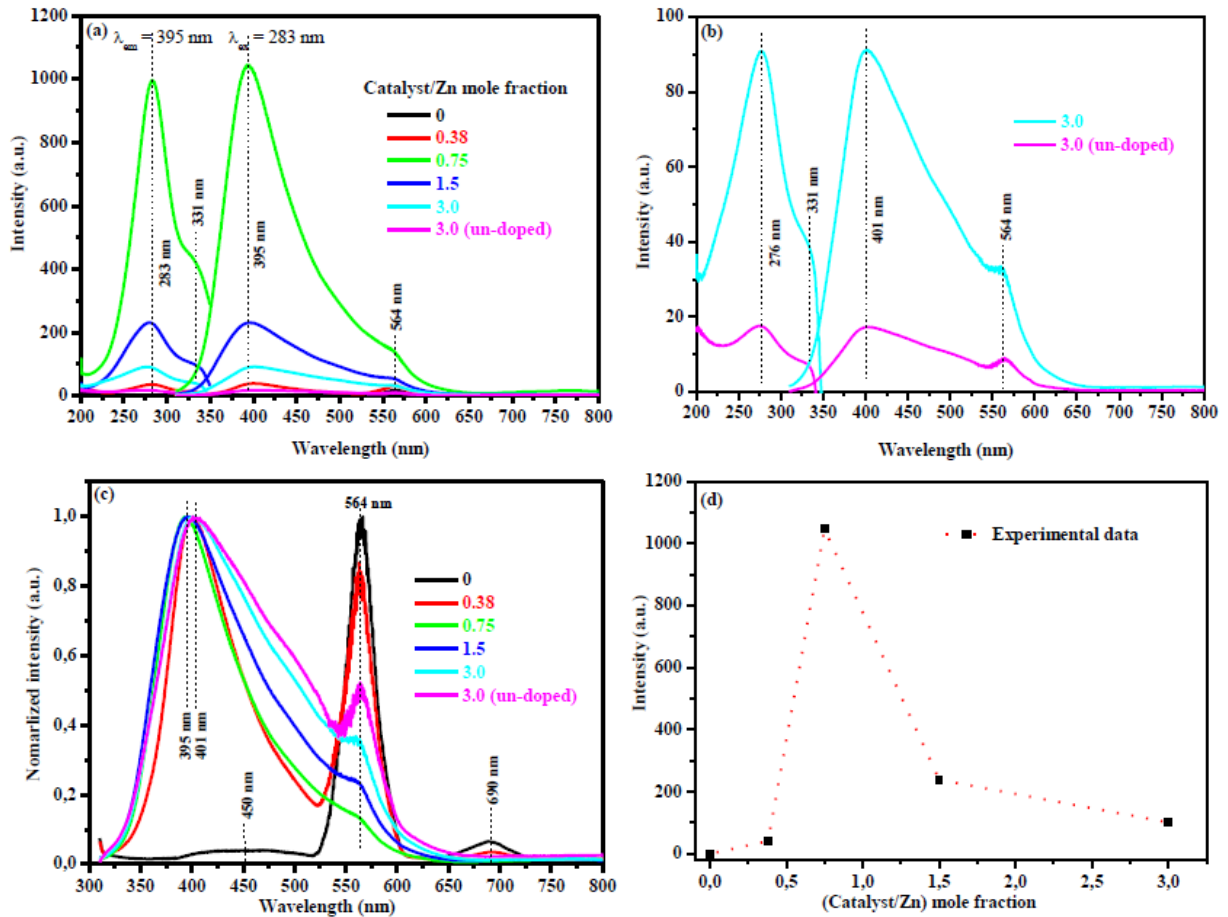 (a)
λem = 395 nm
λex = 283 nm
Catalyst/Zn mole fraction
0
0.38
0.75
1.5
3.0
3.0 (un-doped)
283 nm
331 nm
395 nm
564 nm
1200
1000
800
600
400
200
0
200 250 300 350 400 450 500 550 600 650 700 750 800
Intensity (a.u.)
Wavelength (nm)
(b)
3.0
3.0 (un-doped)
276 nm
331 nm
401 nm
564 nm
100
80
60
40
20
0
200 250 300 350 400 450 500 550 600 650 700 750 800
Intensity (a.u.)
Wavelength (nm)
(c)
564 nm
0
0.38
0.75
1.5
3.0
3.0 (un-doped)
395 nm
401 nm
450 nm
690 nm
1,0
0,8
0,6
0,4
0,2
0,0
300 350 400 450 500 550 600 650 700 750 800
Nomarlized intensity (a.u.)
Wavelength (nm)
(d)
Experimental data
1200
1000
800
600
400
200
0
0,0 0,5 1,0 1,5 2,0 2,5 3,0
Intensity (a.u.)
(Catalyst/Zn) mole fraction